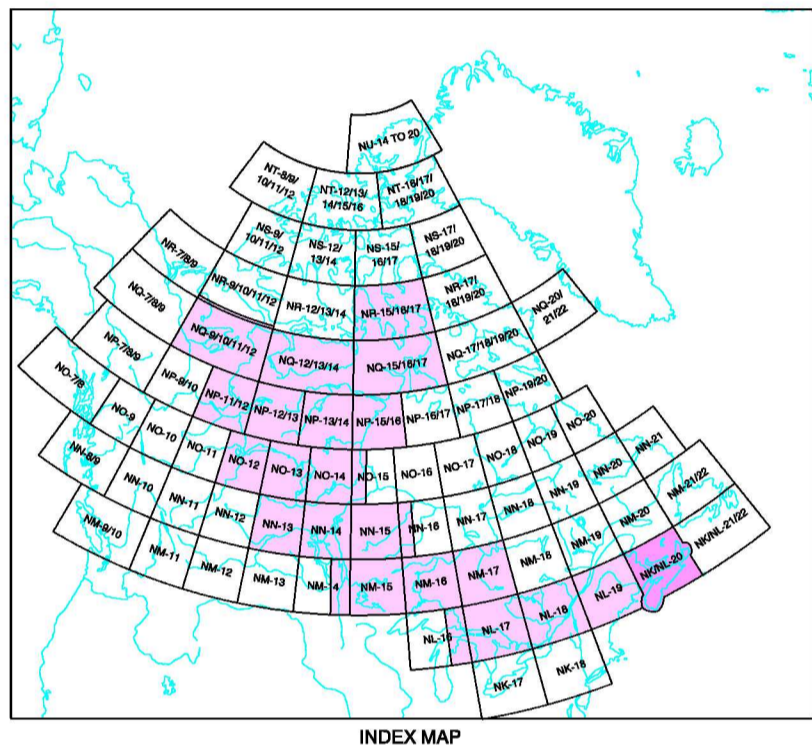 NU-14 TO 20
NT-8/9/
10/11/12
NT-12/13/
14/15/16
NT-16/17/
18/19/20
NS-9/
10/11/12
NS-12/
13/14
NS-15/
16/17
NS-17/
18/19/20
NR-7/8/9
NR-9/10/11/12
NR-12/13/14
NR-15/16/17
NR-17/
18/19/20
NQ-7/8/9
NQ-9/10/11/12
NQ-12/13/14
NQ-15/16/17
NQ-17/18/19/20
NQ-20/
21/22
NP-7/8/9
NP-9/10
NP-11/12
NP-12/13
NP-13/14
NP-15/16
NP-16/17
NP-17/18
NP-19/20
NO-7/8
NO-9
NO-10
NO-11
NO-12
NO-13
NO-14
NO-15
NO-16
NO-17
NO-18
NO-19
NO-20
NN-8/9
NN-10
NN-11
NN-12
NN-13
NN-14
NN-15
NN-16
NN-17
NN-18
NN-19
NN-20
NN-21
NM-9/10
NM-11
NM-12
NM-13
NM-14
NM-15
NM-16
NM-17
NM-18
NM-19
NM-20
NM-21/22
NL-16
NL-17
NL-18
NL-19
NK/NL-20
NK/NL-21/22
NK-17
NK-18
INDEX MAP